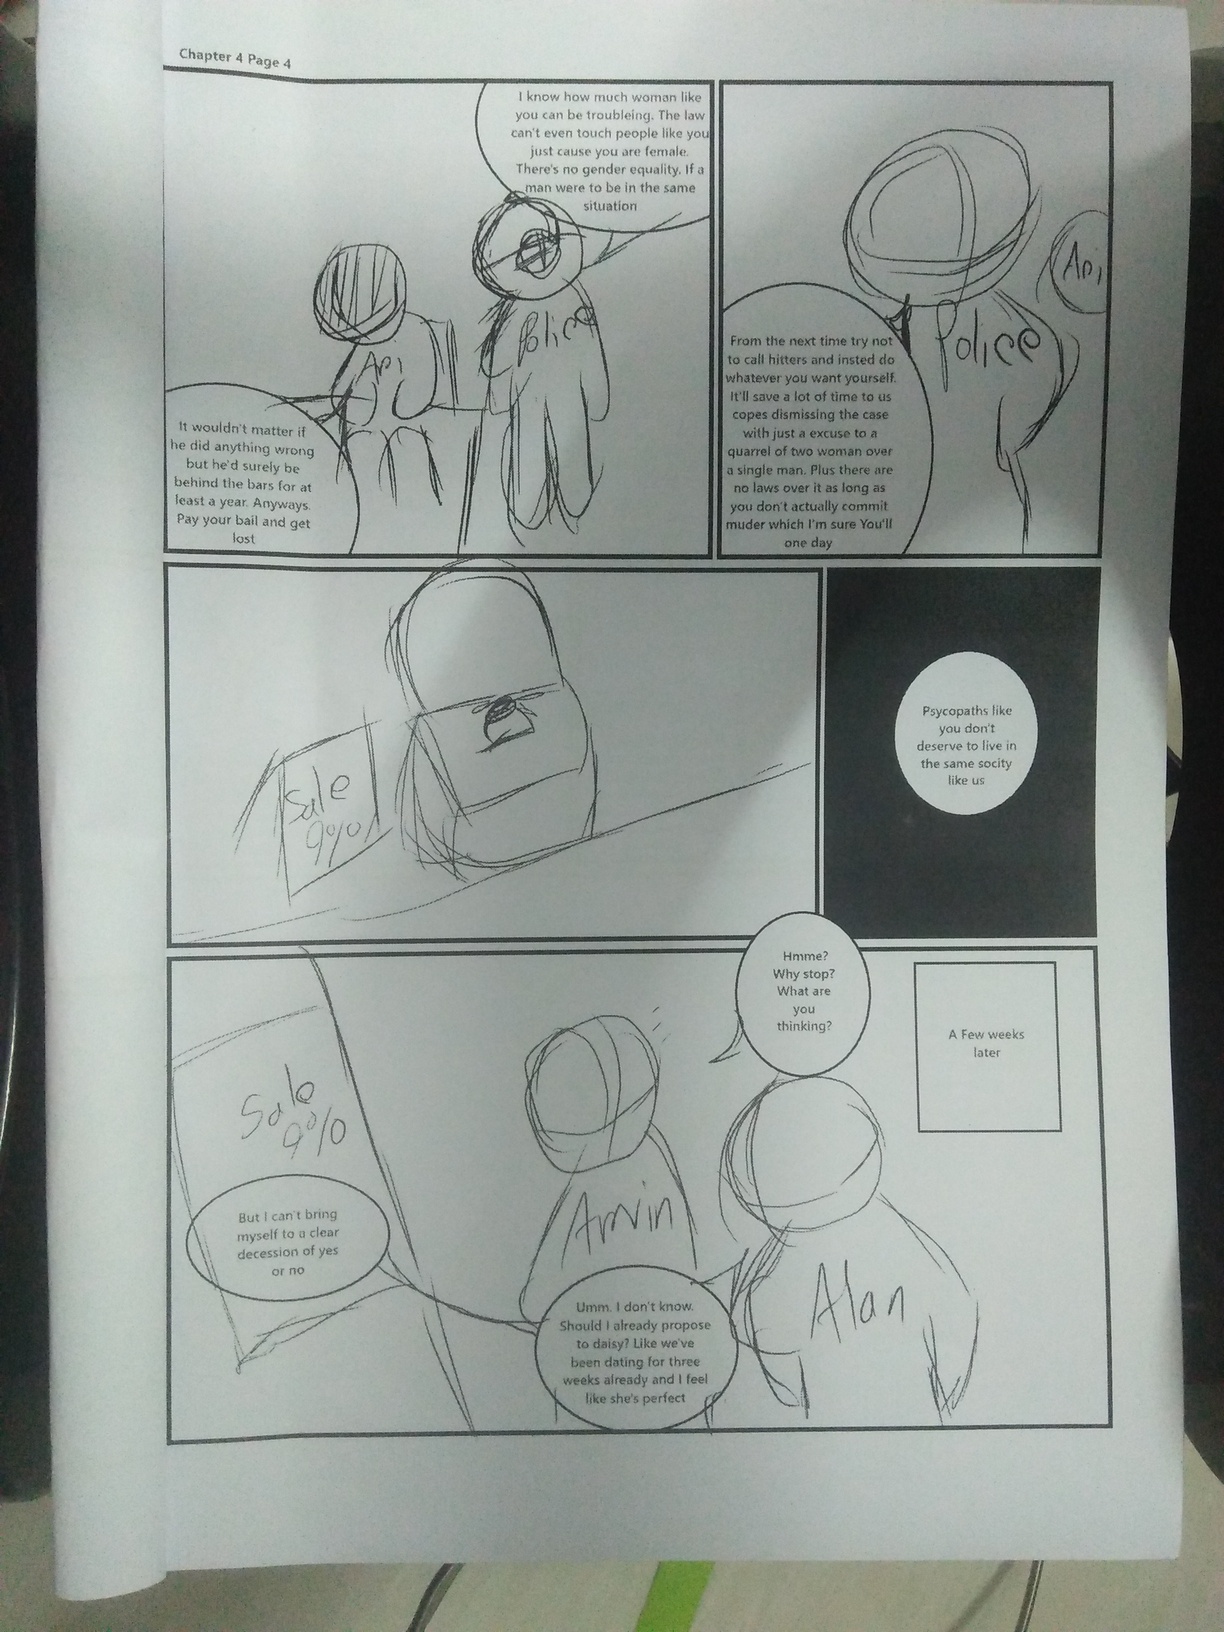 Chapter 4 Page 4
I know how much woman like
you can be troubleing. The law
can't even touch people like you
just cause you are female.
There's no gender equality. If a
man were to be in the same
situation
Police
Ari
It wouldn't matter if
he did anything wrong
but he'd surely be
behind the bars for at
least a year. Anyways.
Pay your bail and get
lost
Ari
Police
From the next time try not
to call hitters and insted do
whatever you want yourself.
It'll save a lot of time to us
copes dismissing the case
with just a excuse to a
quarrel of two woman over
a single man. Plus there are
no laws over it as long as
you don't actually commit
muder which I'm sure You'll
one day
Sale
9%
Psycopaths like
you don't
deserve to live in
the same socity
like us
Hmme?
Why stop?
What are
you
thinking?
A Few weeks
later
Sale
9%
Arvin
Alan
Umm. I don't know.
Should I already propose
to daisy? Like we've
been dating for three
weeks already and I feel
like she's perfect
But I can't bring
myself to a clear
decession of yes
or no